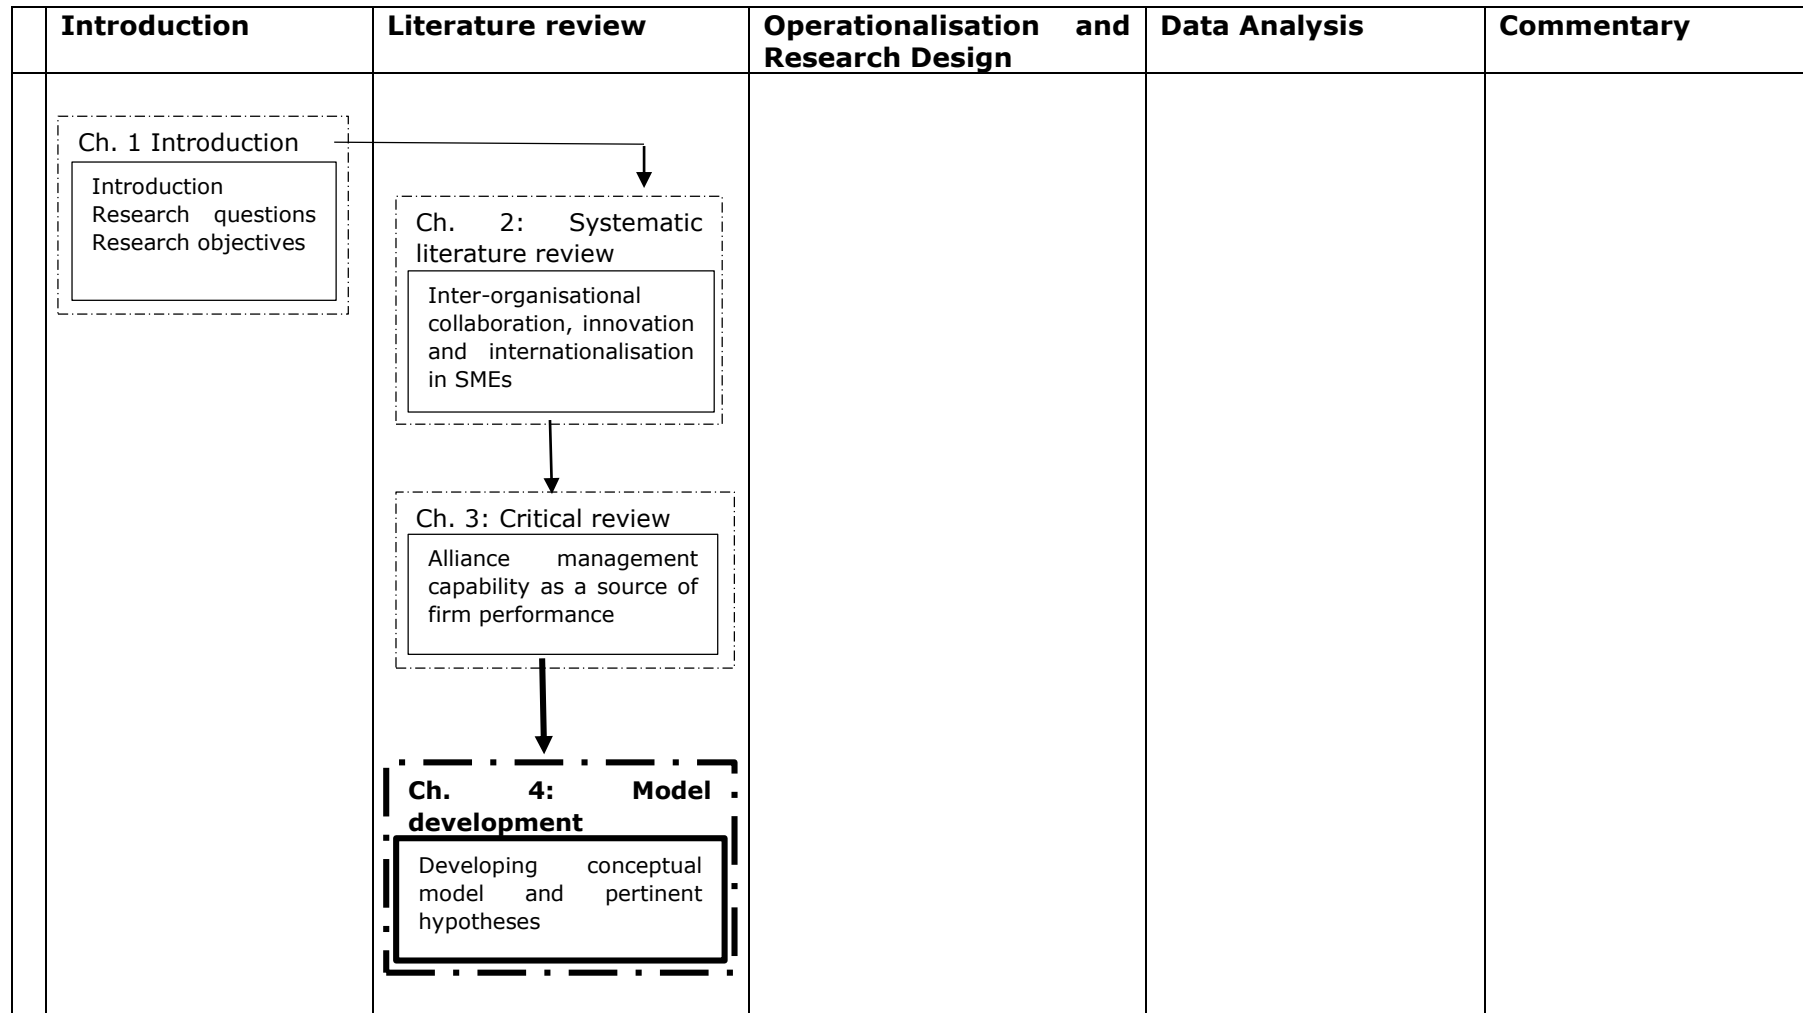 Introduction
Literature review
Operationalisation and
Research Design
Data Analysis
Commentary
Ch. 1 Introduction
Introduction
Research questions
Research objectives
Ch. 2: Systematic
literature review
Inter-organisational
collaboration, innovation
and internationalisation
in SMEs
Ch. 3: Critical review
Alliance management
capability as a source of
firm performance
Ch. 4: Model
development
Developing conceptual
model and pertinent
hypotheses